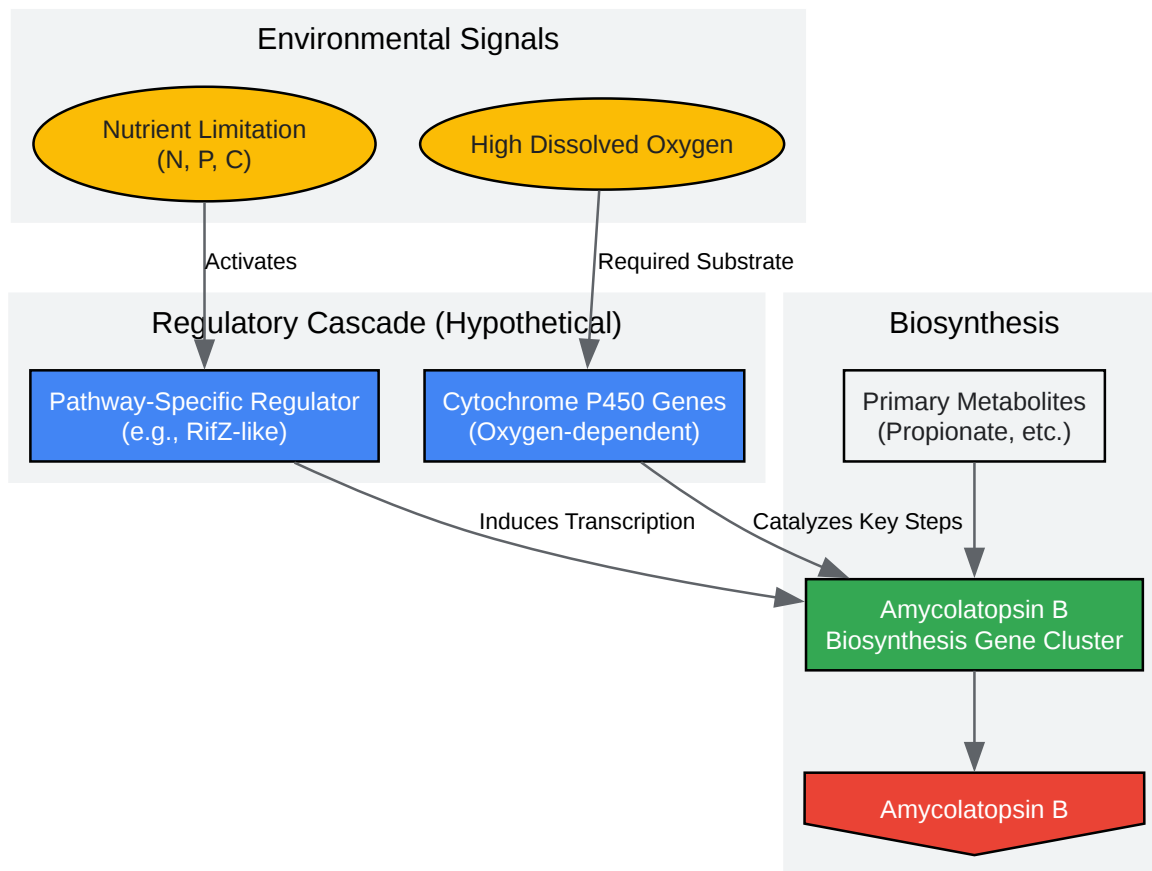 Environmental Signals
Nutrient Limitation
(N, P, C)
High Dissolved Oxygen
Activates
Required Substrate
Regulatory Cascade (Hypothetical)
Biosynthesis
Pathway-Specific Regulator
(e.g., RifZ-like)
Cytochrome P450 Genes
(Oxygen-dependent)
Primary Metabolites
(Propionate, etc.)
Induces Transcription
Catalyzes Key Steps
Amycolatopsin B
Biosynthesis Gene Cluster
Amycolatopsin B